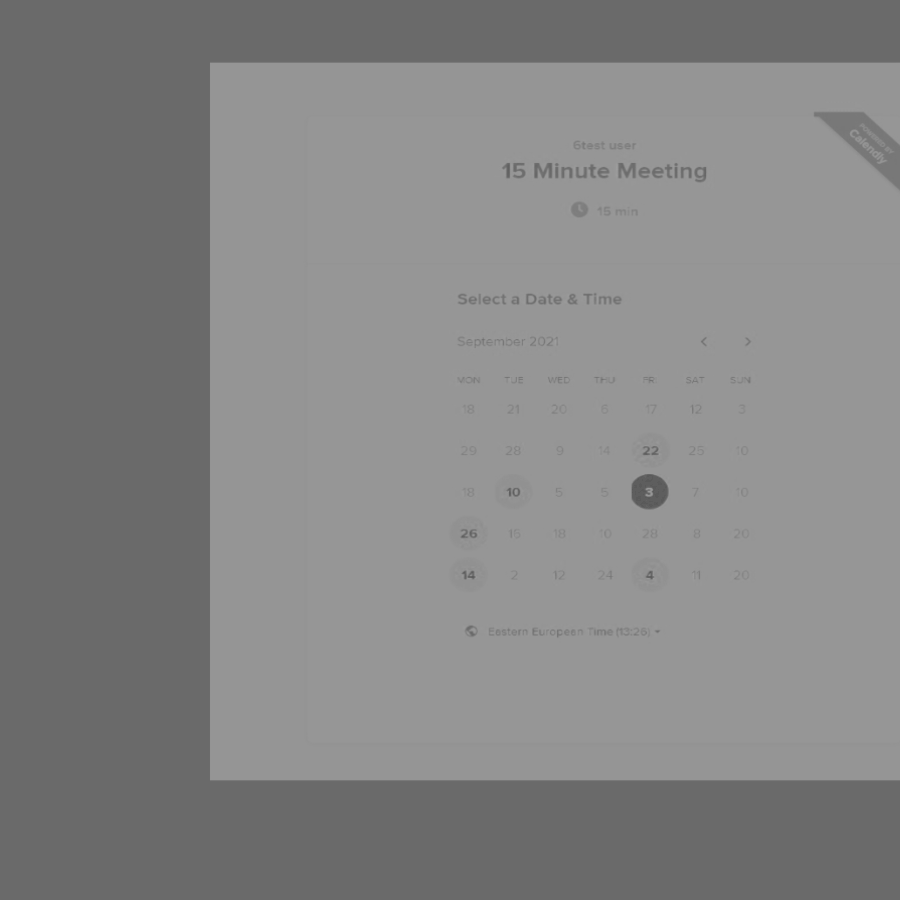 POWERED BY
Calendly
6test user
15 Minute Meeting
15 min
Select a Date & Time
September 2021
MON TUE WED THU FRI SAT SUN
18 21 20 6 17 12 3
29 28 9 14 22 25 10
18 10 5 5 3 7 10
26 15 18 10 28 8 20
14 2 12 24 4 11 20
Eastern European Time (13:26)